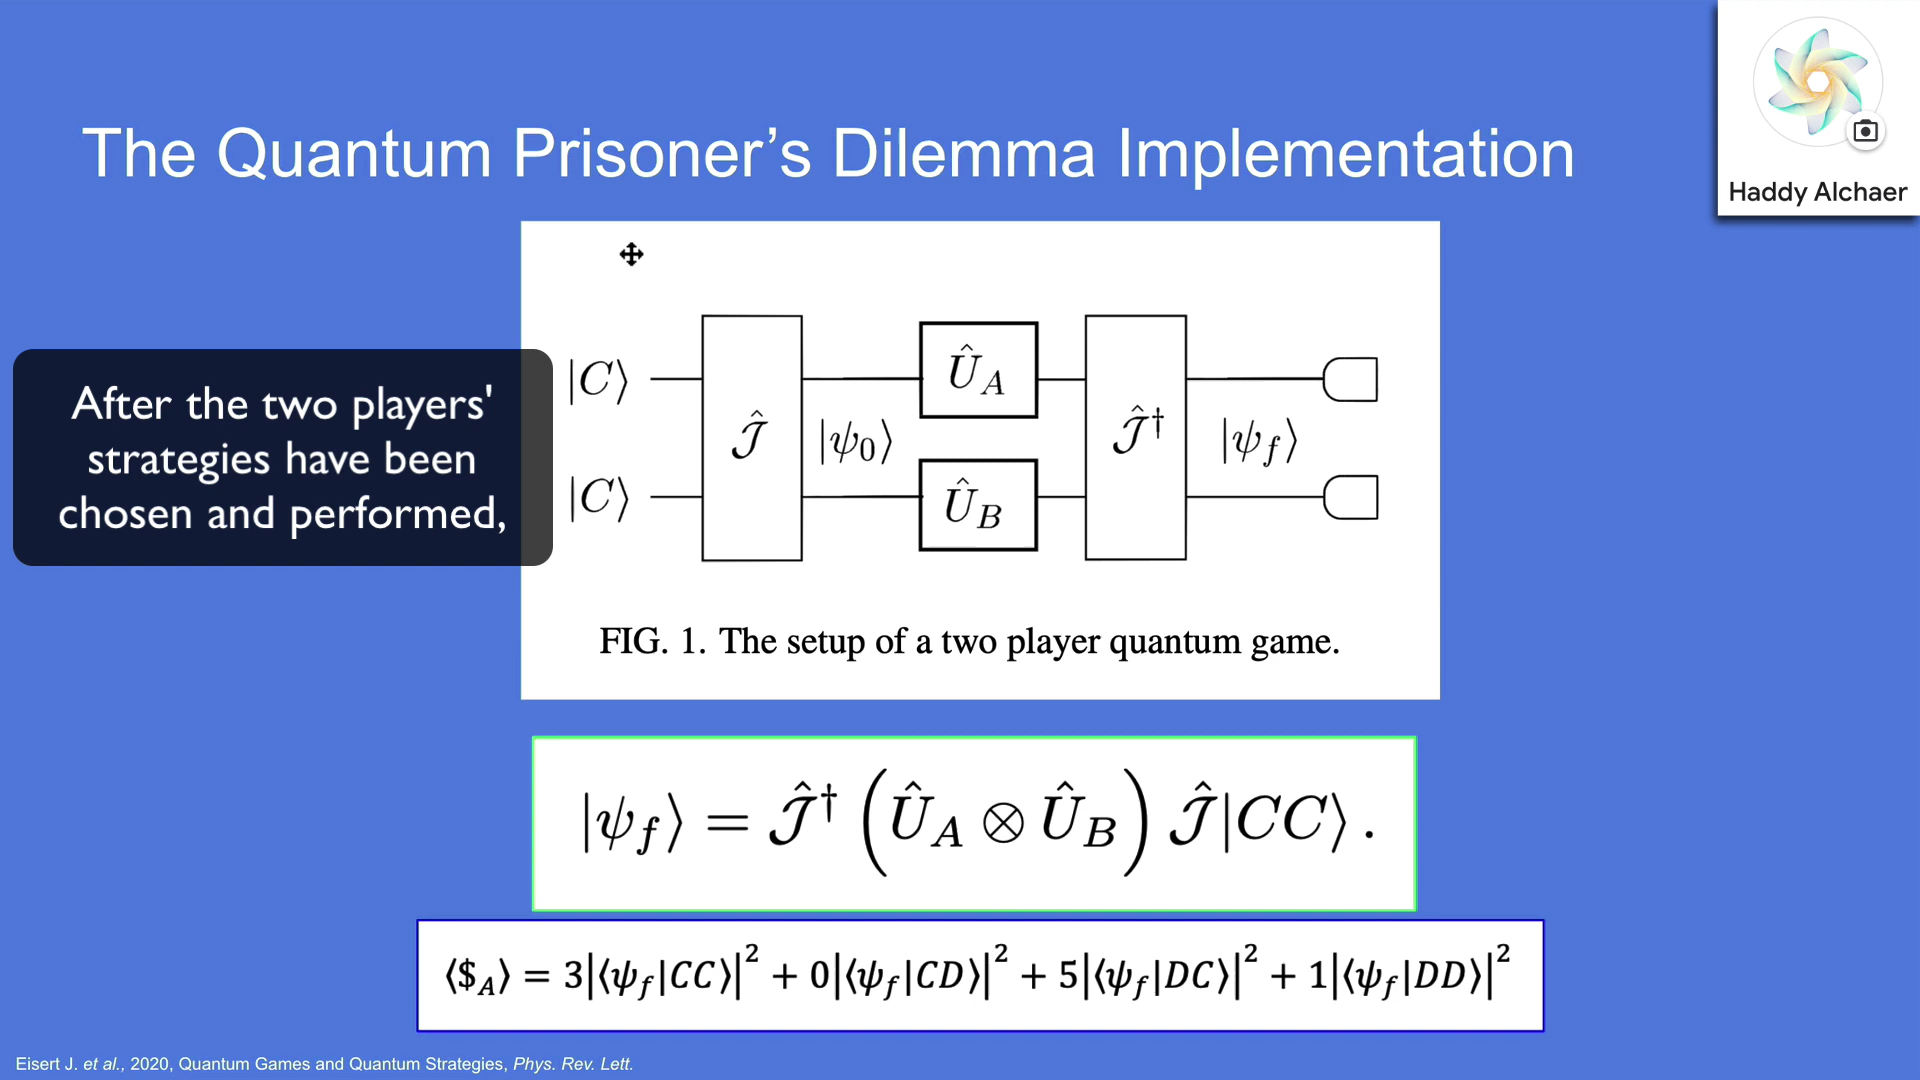 Haddy Alchaer
The Quantum Prisoner's Dilemma Implementation
After the two players'
strategies have been
chosen and performed,
|C⟩
Ĵ
|ψ₀⟩
Û_A
Ĵ†
|ψ_f⟩
|C⟩
Û_B
FIG. 1. The setup of a two player quantum game.
|ψ_f⟩ = Ĵ† (Û_A ⊗ Û_B) Ĵ|CC⟩ .
⟨$_A⟩ = 3|⟨ψ_f|CC⟩|² + 0|⟨ψ_f|CD⟩|² + 5|⟨ψ_f|DC⟩|² + 1|⟨ψ_f|DD⟩|²
Eisert J. et al., 2020, Quantum Games and Quantum Strategies, Phys. Rev. Lett.